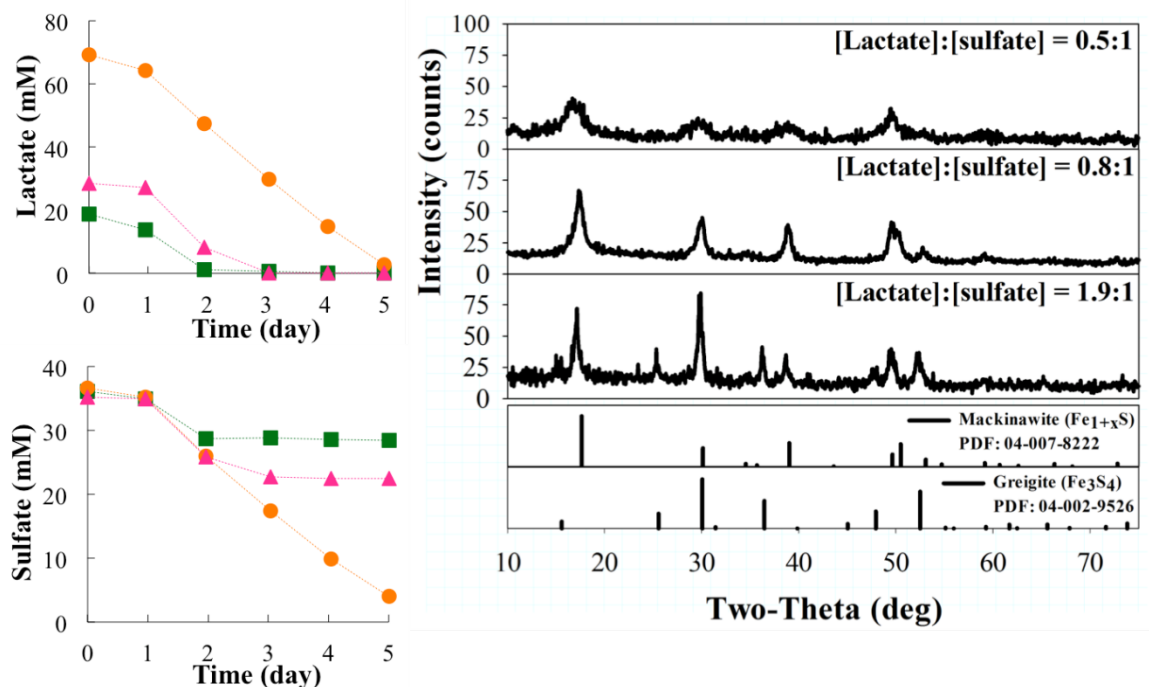 80
60
40
20
0
Lactate (mM)
0 1 2 3 4 5
Time (day)
40
30
20
10
0
Sulfate (mM)
0 1 2 3 4 5
Time (day)
Intensity (counts)
100
75
50
25
0
[Lactate]:[sulfate] = 0.5:1
75
50
25
0
[Lactate]:[sulfate] = 0.8:1
75
50
25
0
[Lactate]:[sulfate] = 1.9:1
Mackinawite (Fe₁₊ₓS)
PDF: 04-007-8222
Greigite (Fe₃S₄)
PDF: 04-002-9526
10 20 30 40 50 60 70
Two-Theta (deg)